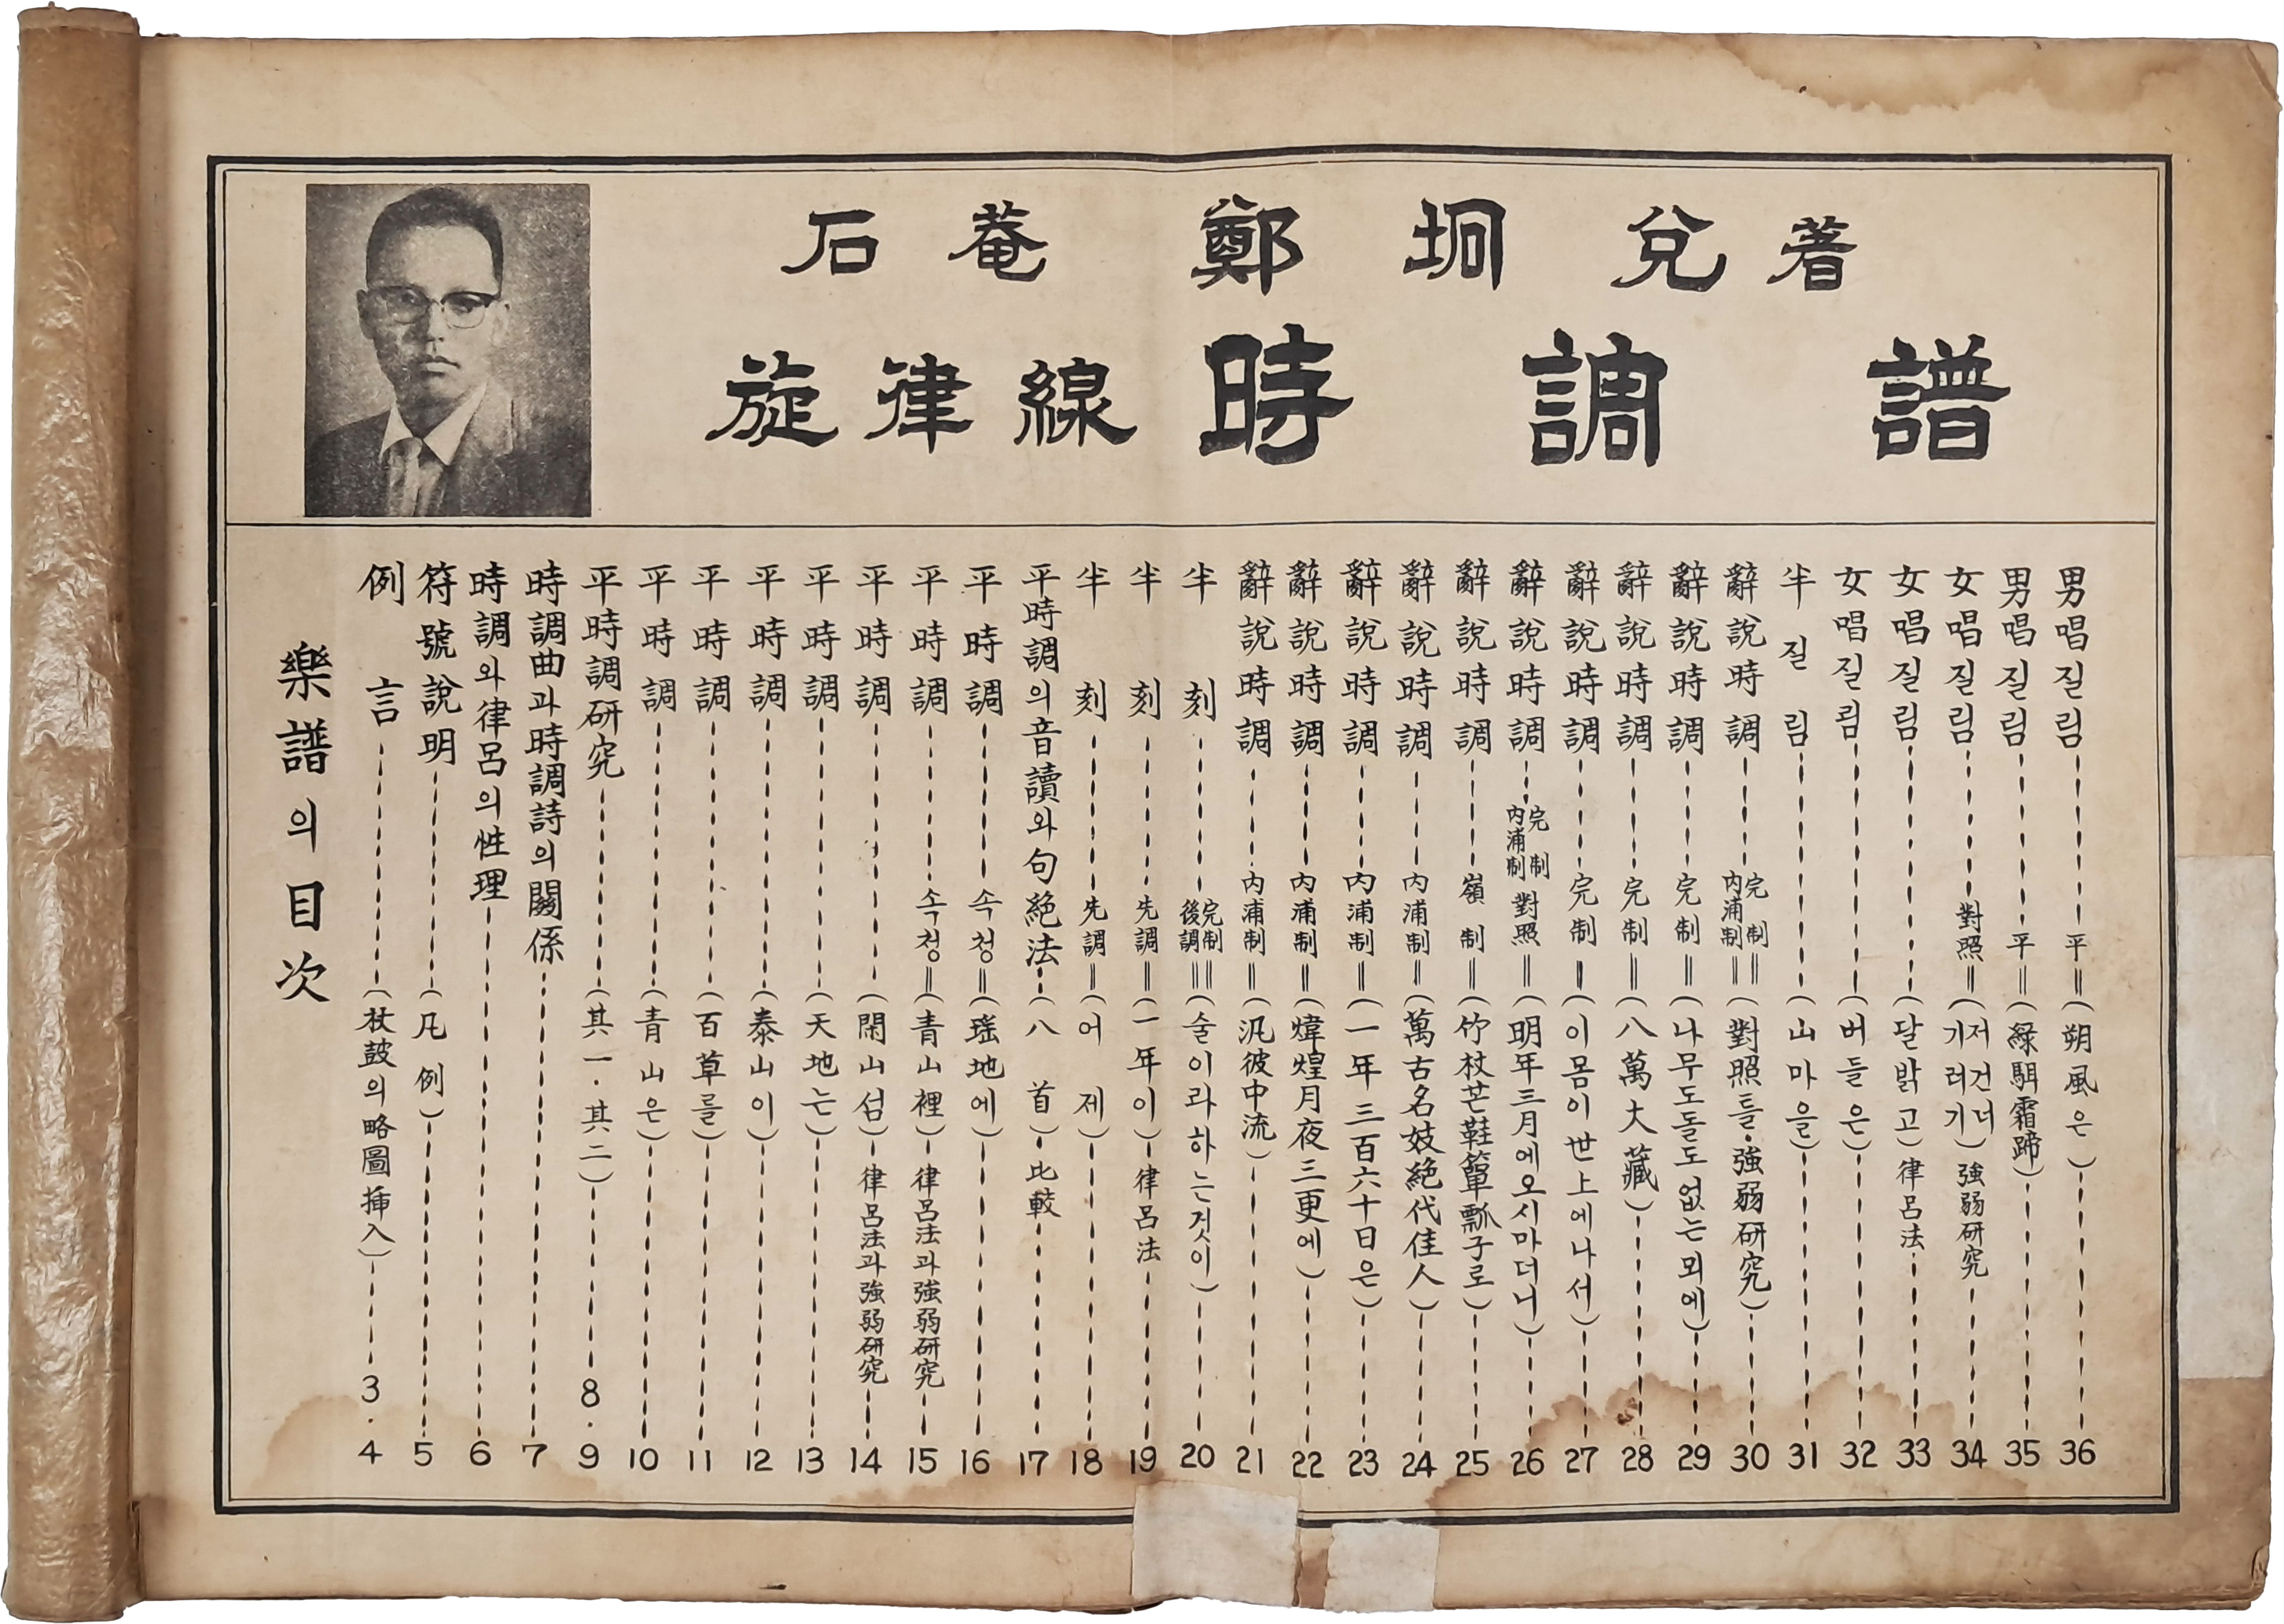 石菴 鄭坰兌 著
旋律線 時調譜
樂譜의 目次
例言 (杖鼓의 略圖揷入) 3·4
符號說明 (凡例) 5
時調와 律呂의 性理 6
時調曲과 時調詩의 關係 7
平時調硏究 (其一·其二) 8·9
平時調 (青山은) 10
平時調 (百草를) 11
平時調 (泰山이) 12
平時調 (天地는) 13
平時調 (閑山섬) 律呂法과 強弱硏究 14
平時調 속청 ‖ (青山裡) 律呂法과 強弱硏究 15
平時調 속청 ‖ (瑤地에) 16
平時調의 音讀와 句絶法 (八首) 比較 17
半刻 先調 ‖ (어제) 18
半刻 先調 ‖ (一年이) 律呂法 19
半刻 完制 後調 ‖ (술이라하는것이) 20
辭說時調 內浦制 ‖ (汎彼中流) 21
辭說時調 內浦制 ‖ (煒煌月夜三更에) 22
辭說時調 內浦制 ‖ (一年三百六十日은) 23
辭說時調 內浦制 ‖ (萬古名妓絶代佳人) 24
辭說時調 嶺制 ‖ (竹杖芒鞋簞瓢子로) 25
辭說時調 完制 內浦制 對照 ‖ (明年三月에오시마더니) 26
辭說時調 完制 ‖ (이몸이世上에나서) 27
辭說時調 完制 ‖ (八萬大藏) 28
辭說時調 完制 ‖ (나무도돌도없는뫼에) 29
辭說時調 完制 內浦制 ‖ (對照틀·強弱硏究) 30
半질림 (山마을) 31
女唱질림 (버들은) 32
女唱질림 (달밝고) 律呂法 33
女唱질림 對照 ‖ (저건너 기러기) 強弱硏究 34
男唱질림 平 ‖ (綠駬霜蹄) 35
男唱질림 平 ‖ (朔風은) 36